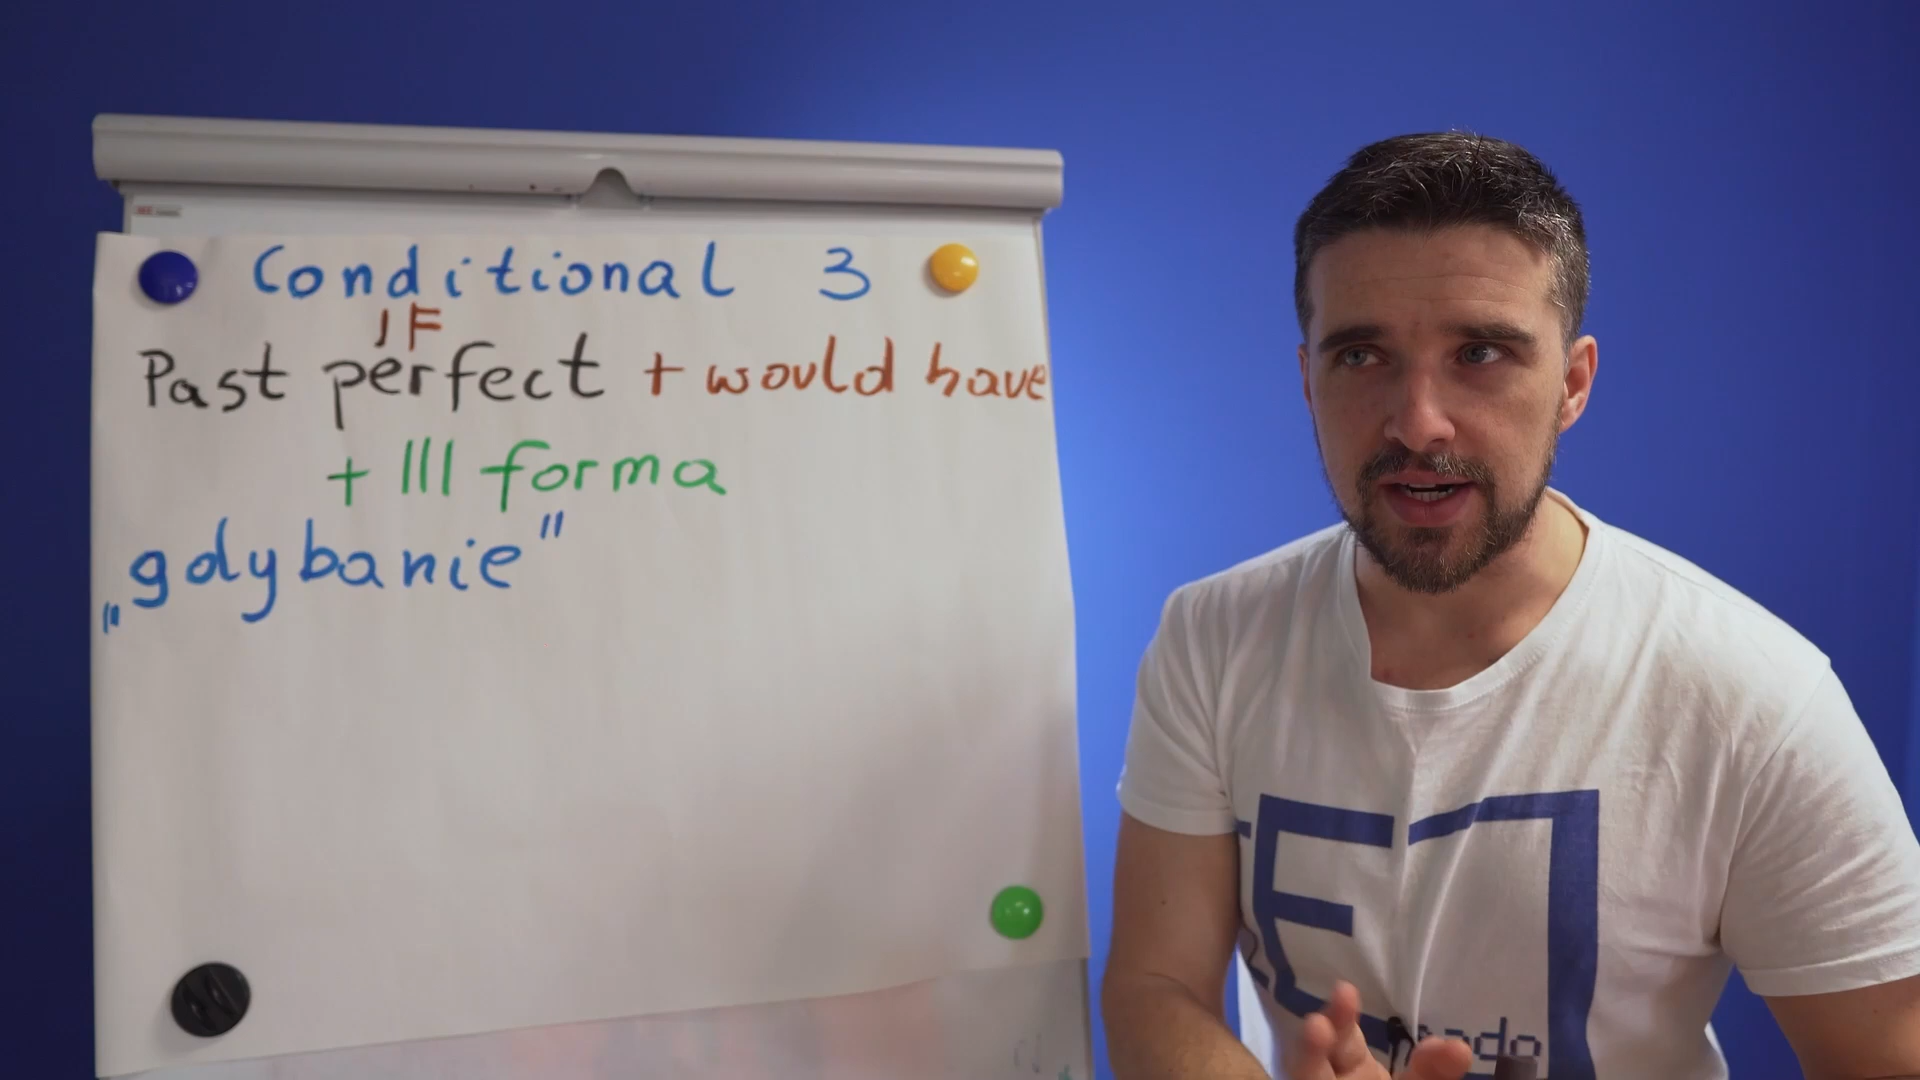 Conditional 3
IF
Past perfect + would have
+ III forma
„gdybanie"